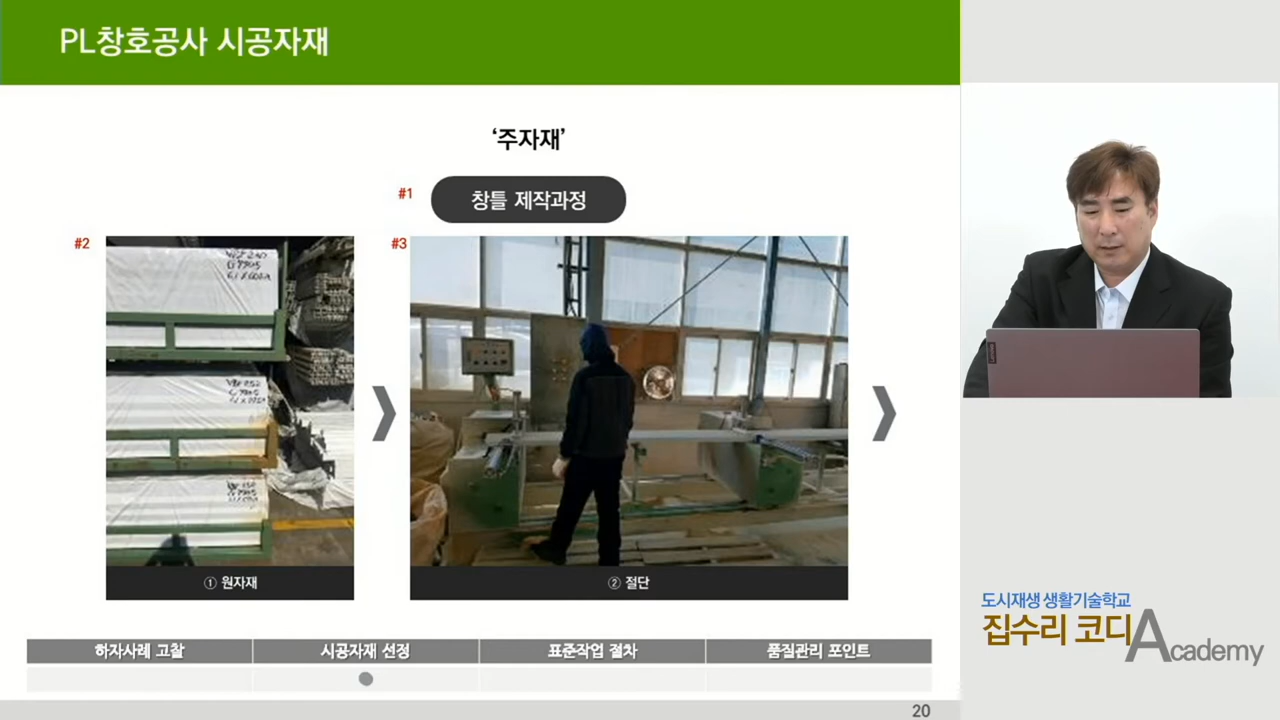 PL창호공사 시공자재
‘주자재’
#1
창틀 제작과정
#2
#3
① 원자재
② 절단
하자사례 고찰
시공자재 선정
표준작업 절차
품질관리 포인트
20
도시재생 생활기술학교
집수리 코디Academy